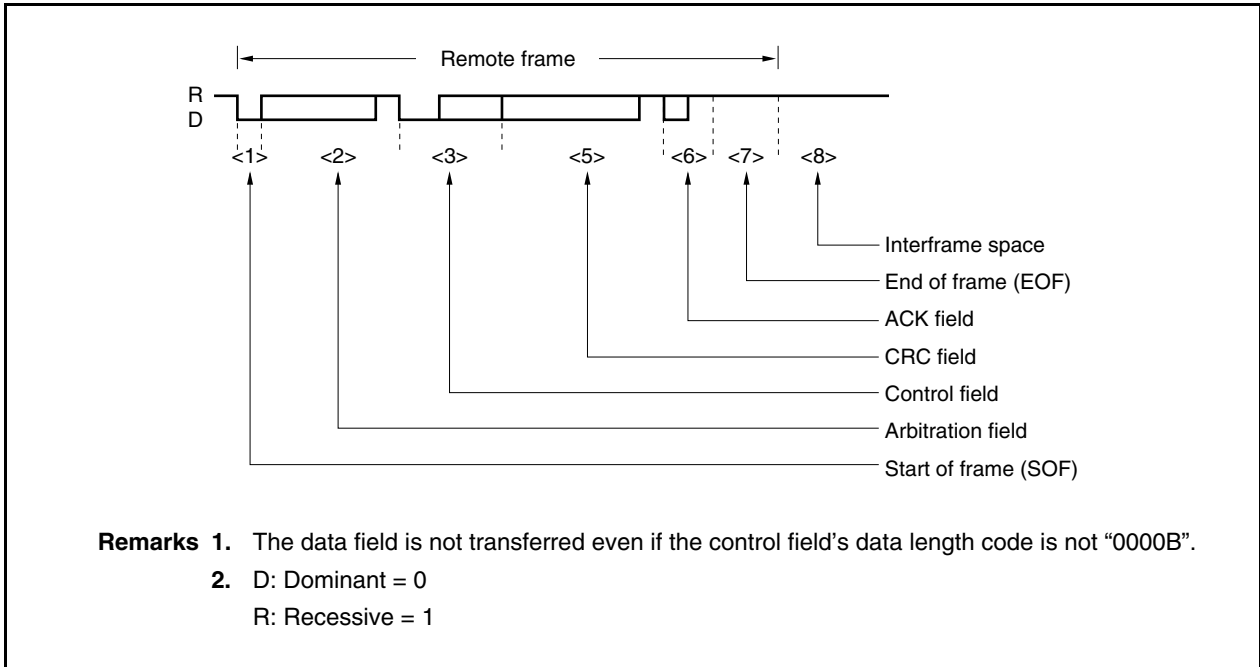 Remote frame
R
D
<1> <2> <3> <5> <6> <7> <8>
Interframe space
End of frame (EOF)
ACK field
CRC field
Control field
Arbitration field
Start of frame (SOF)
Remarks 1. The data field is not transferred even if the control field’s data length code is not “0000B”.
2. D: Dominant = 0
R: Recessive = 1